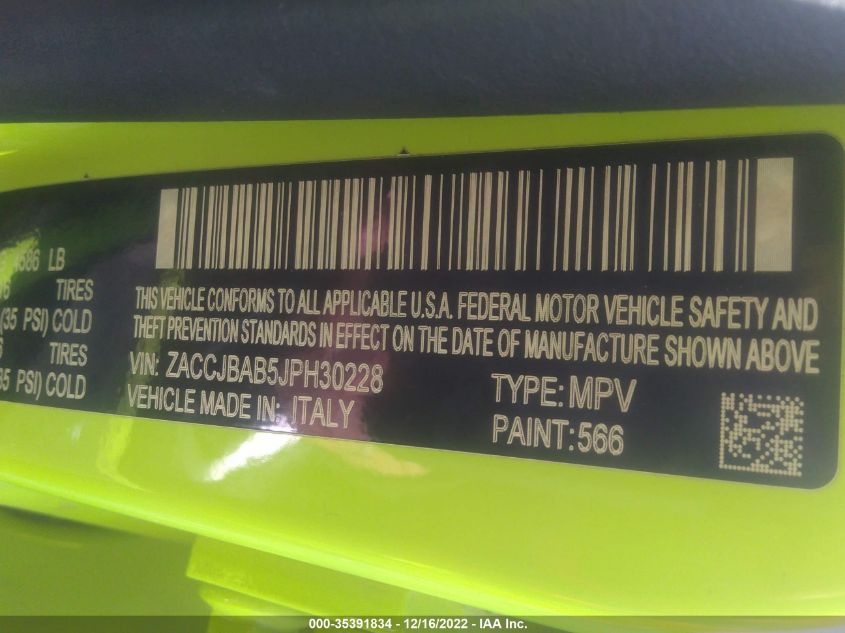 586 LB
TIRES
(35 PSI) COLD
TIRES
PSI) COLD
THIS VEHICLE CONFORMS TO ALL APPLICABLE U.S.A. FEDERAL MOTOR VEHICLE SAFETY AND
THEFT PREVENTION STANDARDS IN EFFECT ON THE DATE OF MANUFACTURE SHOWN ABOVE
VIN: ZACCJBAB5JPH30228
TYPE: MPV
VEHICLE MADE IN: ITALY
PAINT: 566
000-35391834 - 12/16/2022 - IAA Inc.